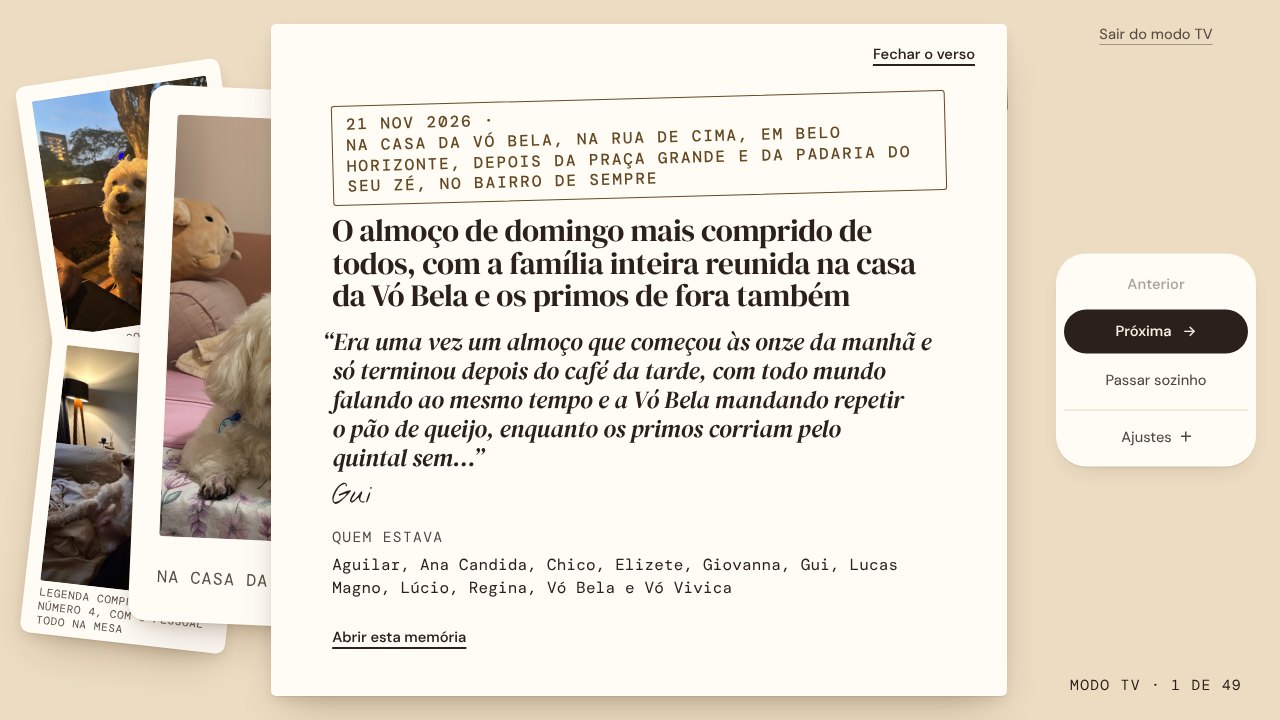 Sair do modo TV
Fechar o verso
21 NOV 2026 ·
NA CASA DA VÓ BELA, NA RUA DE CIMA, EM BELO
HORIZONTE, DEPOIS DA PRAÇA GRANDE E DA PADARIA DO
SEU ZÉ, NO BAIRRO DE SEMPRE
O almoço de domingo mais comprido de
todos, com a família inteira reunida na casa
da Vó Bela e os primos de fora também
“Era uma vez um almoço que começou às onze da manhã e
só terminou depois do café da tarde, com todo mundo
falando ao mesmo tempo e a Vó Bela mandando repetir
o pão de queijo, enquanto os primos corriam pelo
quintal sem…”
Gui
QUEM ESTAVA
Aguilar, Ana Candida, Chico, Elizete, Giovanna, Gui, Lucas
Magno, Lúcio, Regina, Vó Bela e Vó Vivica
Abrir esta memória
NA CASA DA
LEGENDA
NÚMERO 4, COM
TODO NA MESA
Anterior
Próxima →
Passar sozinho
Ajustes +
MODO TV · 1 DE 49